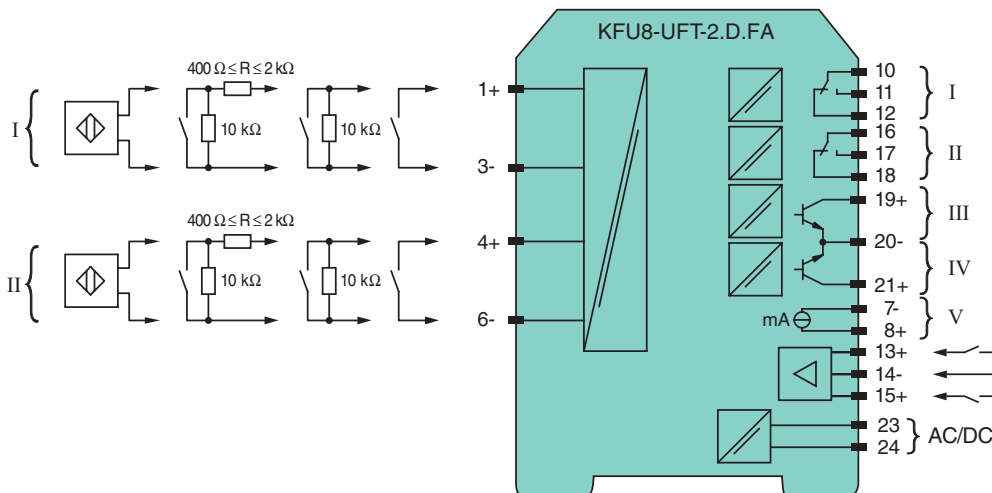 KFU8-UFT-2.D.FA
400 Ω ≤ R ≤ 2 kΩ
I
10 kΩ
10 kΩ
1+
3-
400 Ω ≤ R ≤ 2 kΩ
II
10 kΩ
10 kΩ
4+
6-
10
11
12
I
16
17
18
II
19+
III
20-
IV
21+
mA
7-
8+
V
13+
14-
15+
23
24
AC/DC